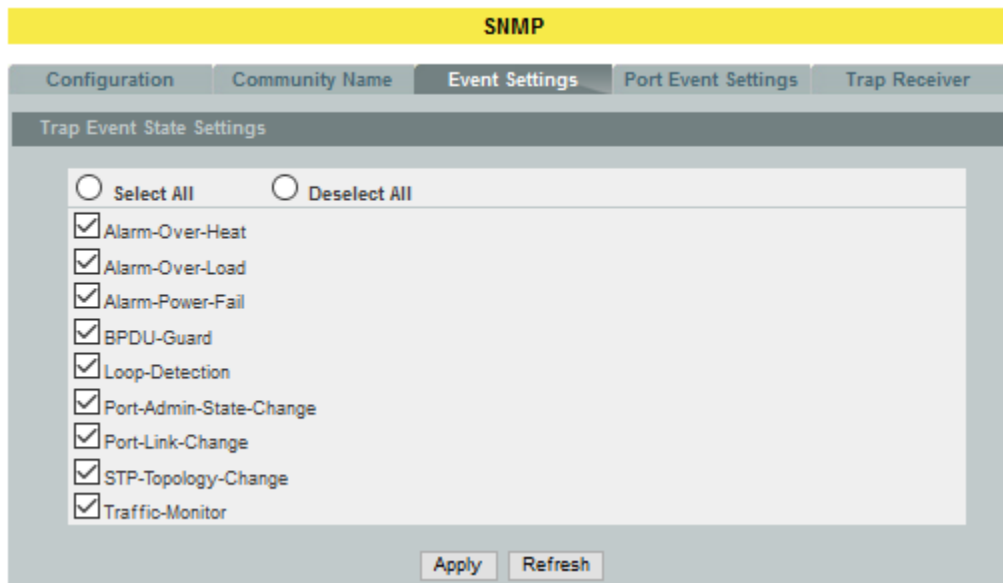 SNMP
Configuration Community Name Event Settings Port Event Settings Trap Receiver
Trap Event State Settings
Select All Deselect All
Alarm-Over-Heat
Alarm-Over-Load
Alarm-Power-Fail
BPDU-Guard
Loop-Detection
Port-Admin-State-Change
Port-Link-Change
STP-Topology-Change
Traffic-Monitor
Apply Refresh